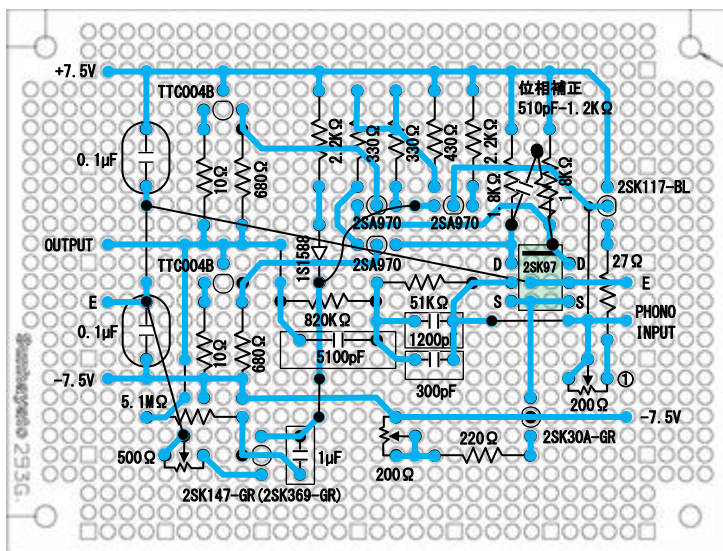 +7.5V
TTC004B
位相補正
510pF-1.2KΩ
0.1μF
10Ω
680Ω
2.2KΩ
330Ω
330Ω
430Ω
2.2KΩ
1.8KΩ
1.8KΩ
2SK117-BL
2SA970
2SA970
OUTPUT
TTC004B
1S1588
2SA970
D
2SK97
D
27Ω
E
S
S
E
51KΩ
820KΩ
1200p
PHONO
INPUT
0.1μF
10Ω
680Ω
5100pF
300pF
-7.5V
①
200Ω
5.1MΩ
-7.5V
500Ω
1μF
200Ω
220Ω
2SK30A-GR
2SK147-GR(2SK369-GR)
Sunhayato 293G